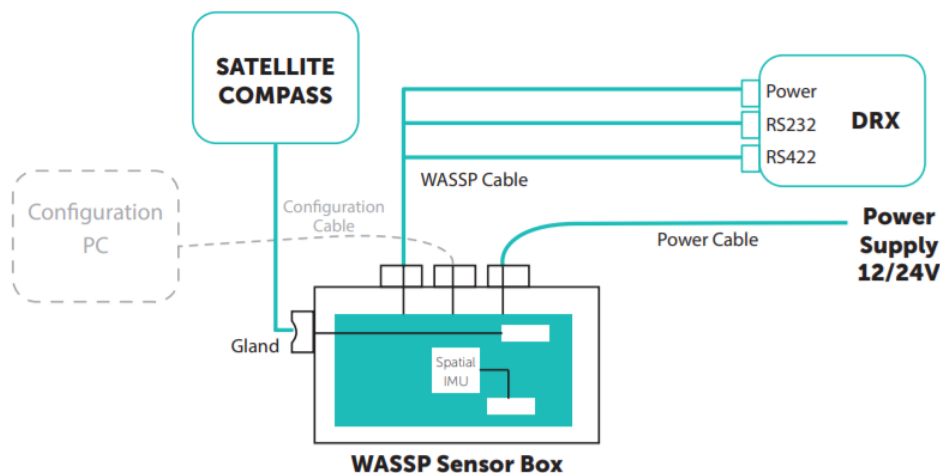 SATELLITE
COMPASS
Power
RS232
RS422
DRX
WASSP Cable
Configuration
PC
Configuration
Cable
Power Cable
Power
Supply
12/24V
Gland
Spatial
IMU
WASSP Sensor Box